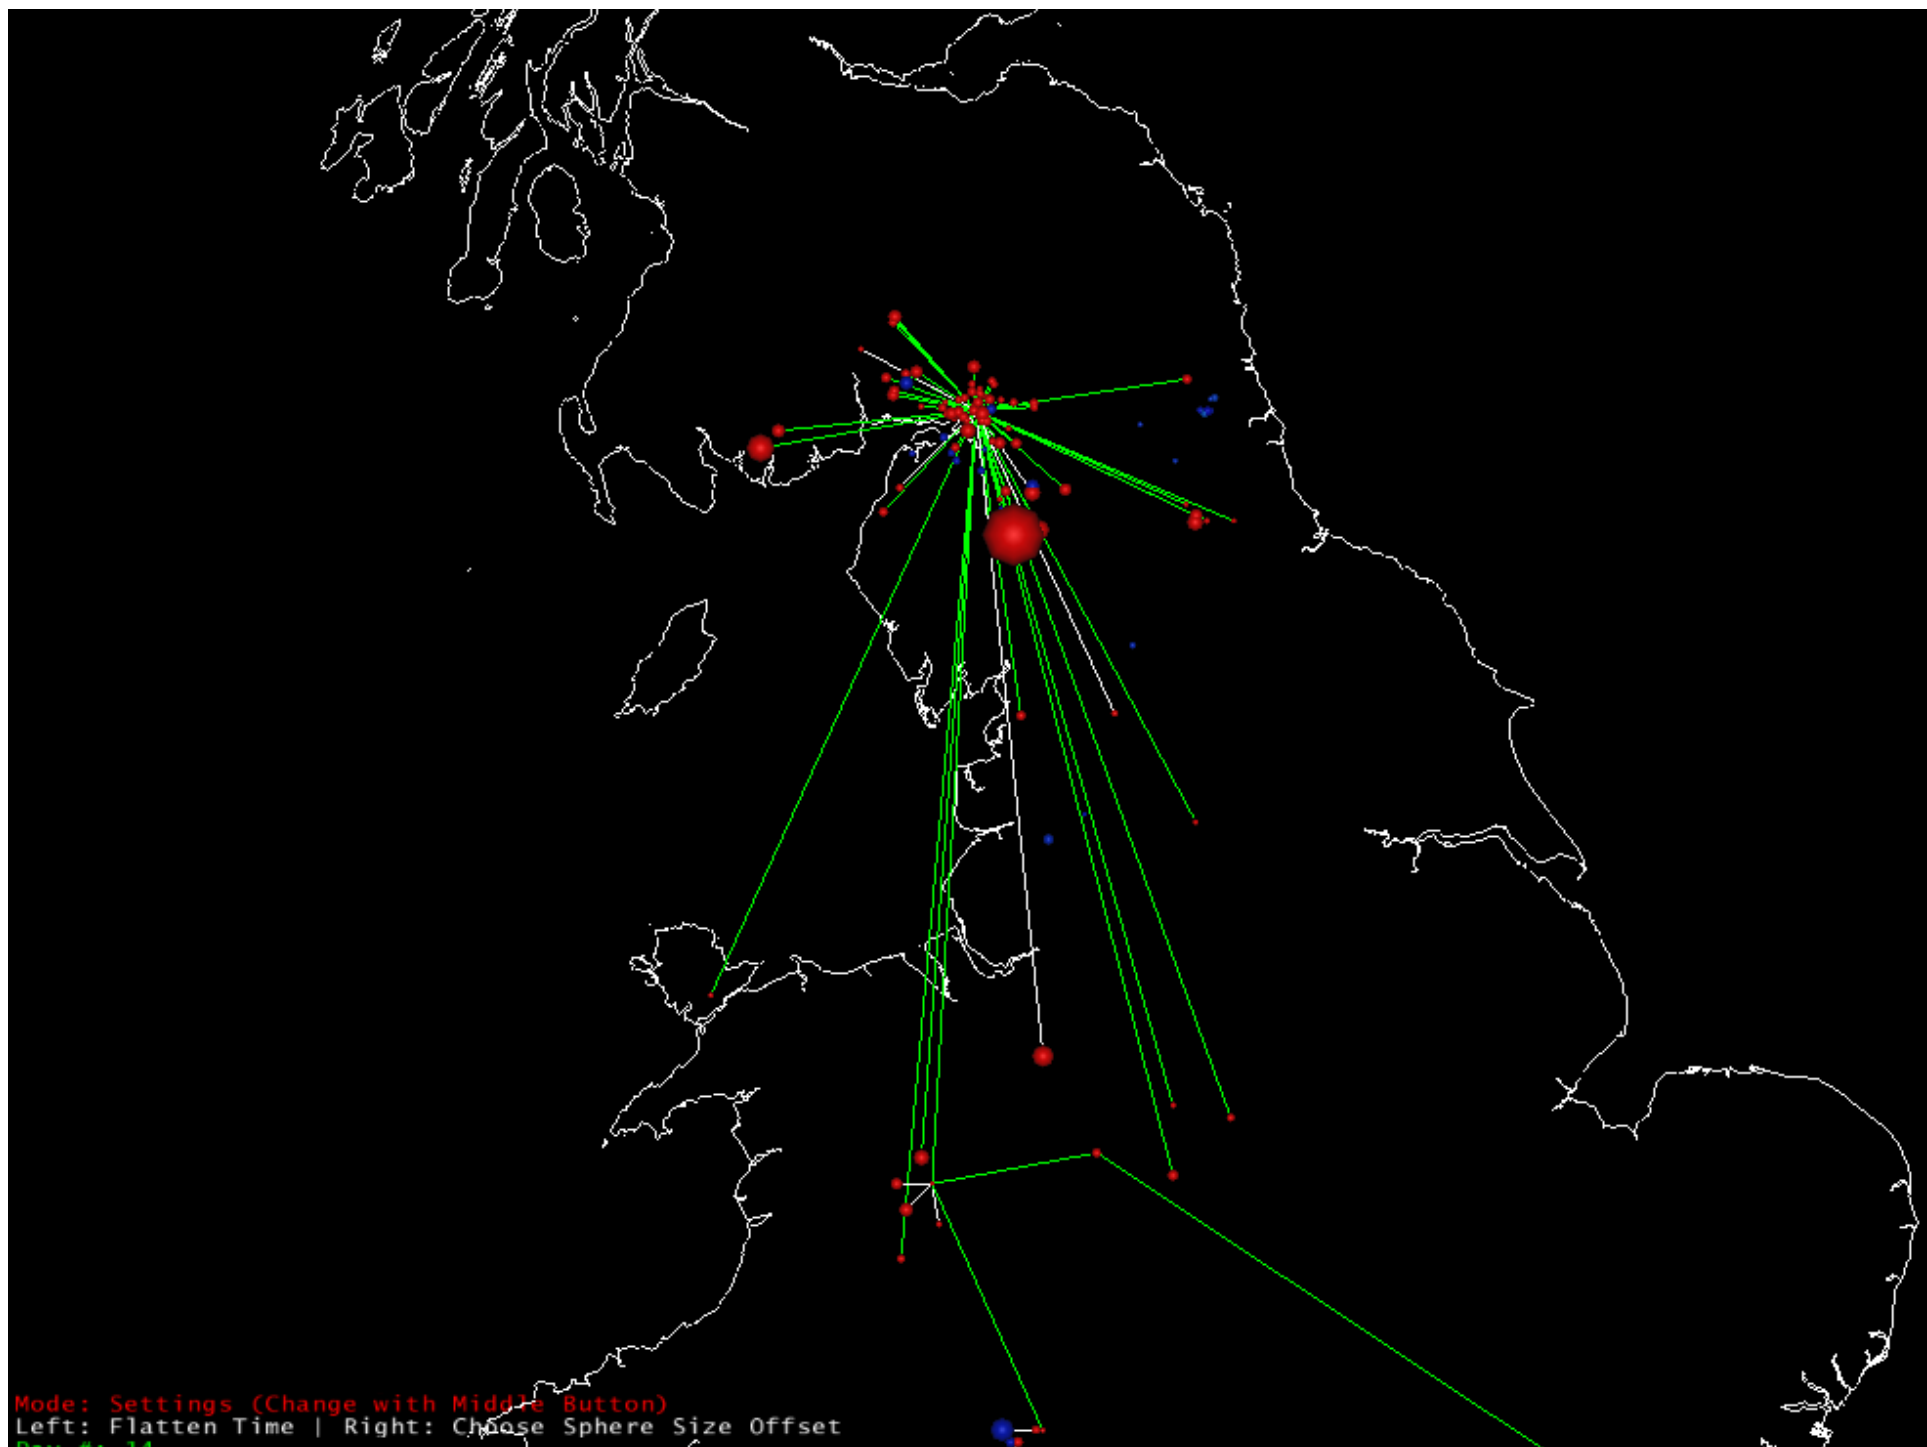 Mode: Settings (Change with Middle Button)
Left: Flatten Time | Right: Choose Sphere Size Offset